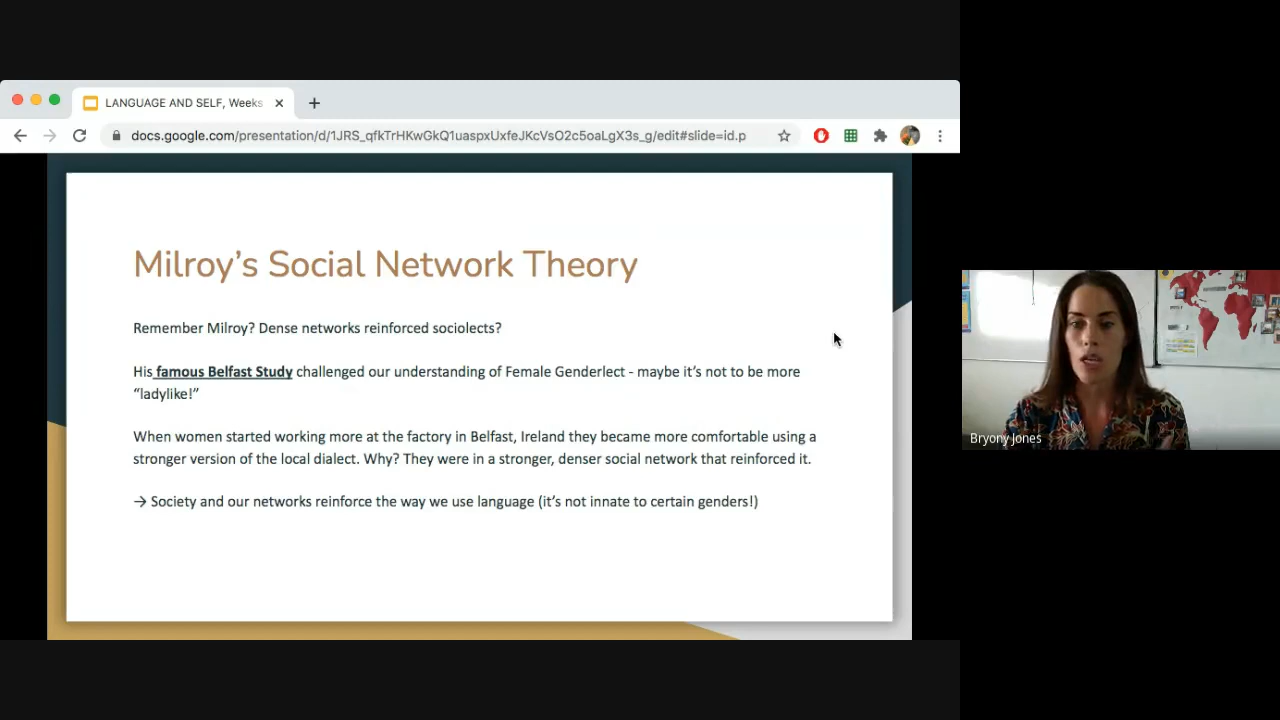 LANGUAGE AND SELF, Weeks
docs.google.com/presentation/d/1JRS_qfkTrHKwGkQ1uaspxUxfeJKcVsO2c5oaLgX3s_g/edit#slide=id.p
Milroy's Social Network Theory
Remember Milroy? Dense networks reinforced sociolects?
His famous Belfast Study challenged our understanding of Female Genderlect - maybe it's not to be more
“ladylike!”
When women started working more at the factory in Belfast, Ireland they became more comfortable using a
stronger version of the local dialect. Why? They were in a stronger, denser social network that reinforced it.
→ Society and our networks reinforce the way we use language (it's not innate to certain genders!)
Bryony Jones